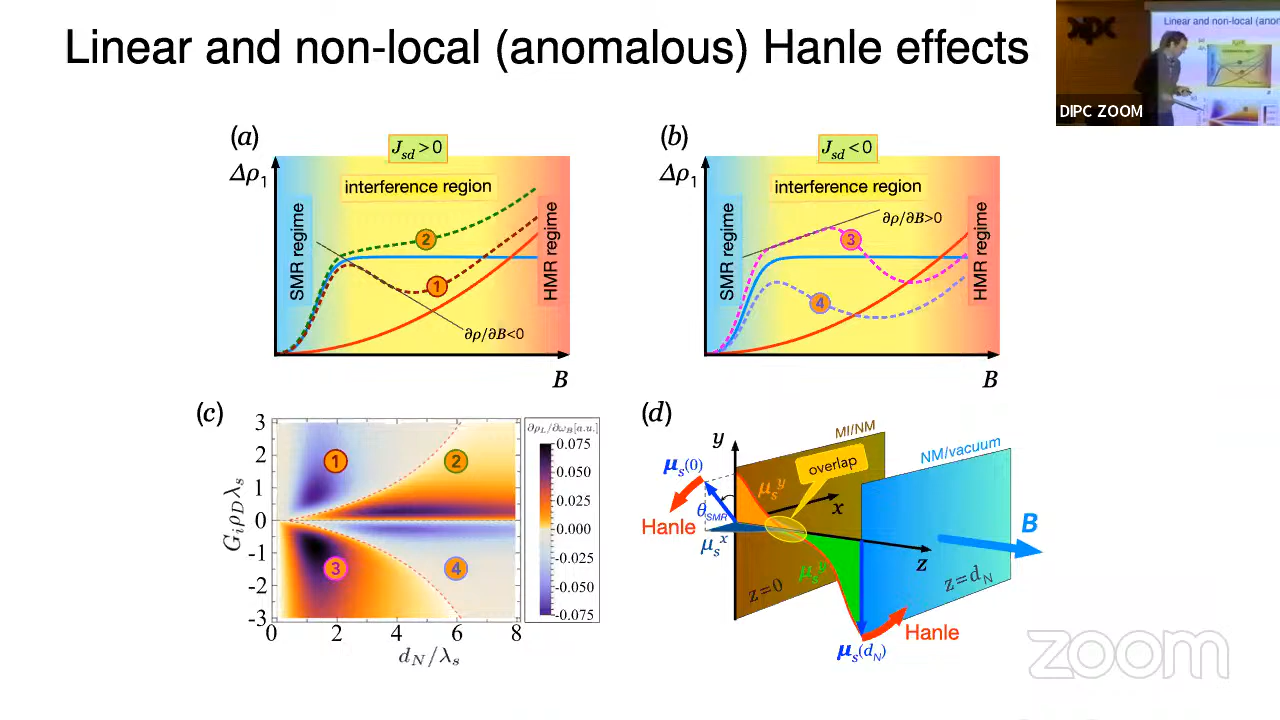 Linear and non-local (anomalous) Hanle effects
Linear and non-local (anom
DIPC ZOOM
(a)
J_sd > 0
Δρ₁
interference region
SMR regime
HMR regime
2
1
∂ρ/∂B<0
B
(b)
J_sd < 0
Δρ₁
interference region
∂ρ/∂B>0
SMR regime
HMR regime
3
4
B
(c)
G_i ρ_D λ_s
3
2
1
0
-1
-2
-3
1
2
3
4
0
2
4
6
8
d_N/λ_s
∂ρ_L/∂ω_B [a.u.]
0.075
0.050
0.025
0.000
-0.025
-0.050
-0.075
(d)
y
MI/NM
NM/vacuum
overlap
μ_s(0)
μ_s^y
Hanle
θ_SMR
x
μ_s^x
B
z
μ_s^y
z=0
z=d_N
Hanle
μ_s(d_N)
zoom